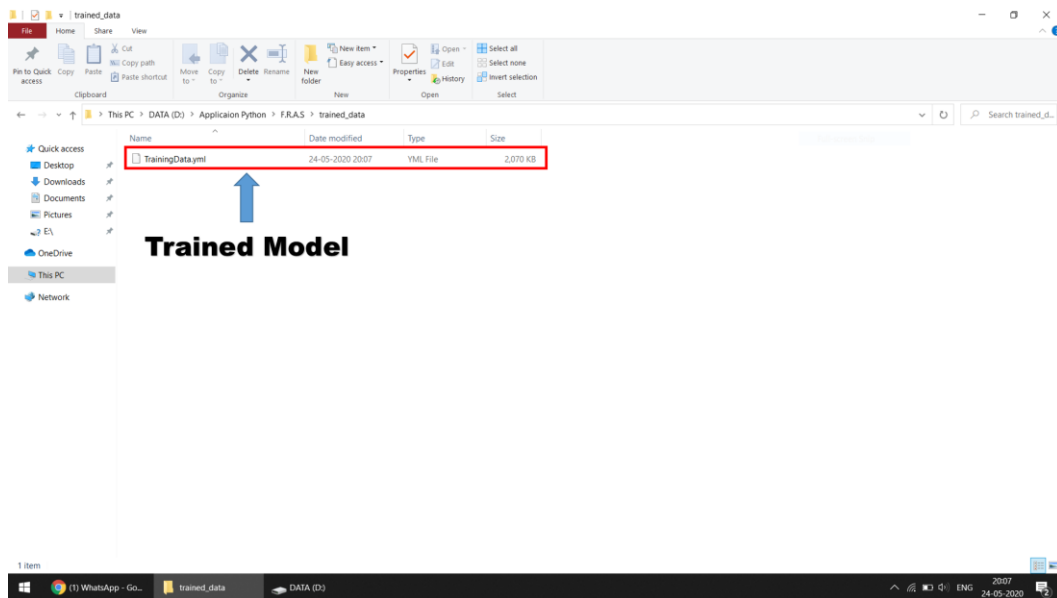 trained_data
File Home Share View
Pin to Quick access
Copy
Paste
Cut
Copy path
Paste shortcut
Move to
Copy to
Delete
Rename
New folder
New item
Easy access
Properties
Open
Edit
History
Select all
Select none
Invert selection
Clipboard Organize New Open Select
This PC > DATA (D:) > Applicaion Python > F.R.A.S > trained_data
Search trained_d...
Name Date modified Type Size
TrainingData.yml 24-05-2020 20:07 YML File 2,070 KB
Quick access
Desktop
Downloads
Documents
Pictures
E:\
OneDrive
This PC
Network
Trained Model
1 item
(1) WhatsApp - Go... trained_data DATA (D:) ENG 20:07
24-05-2020